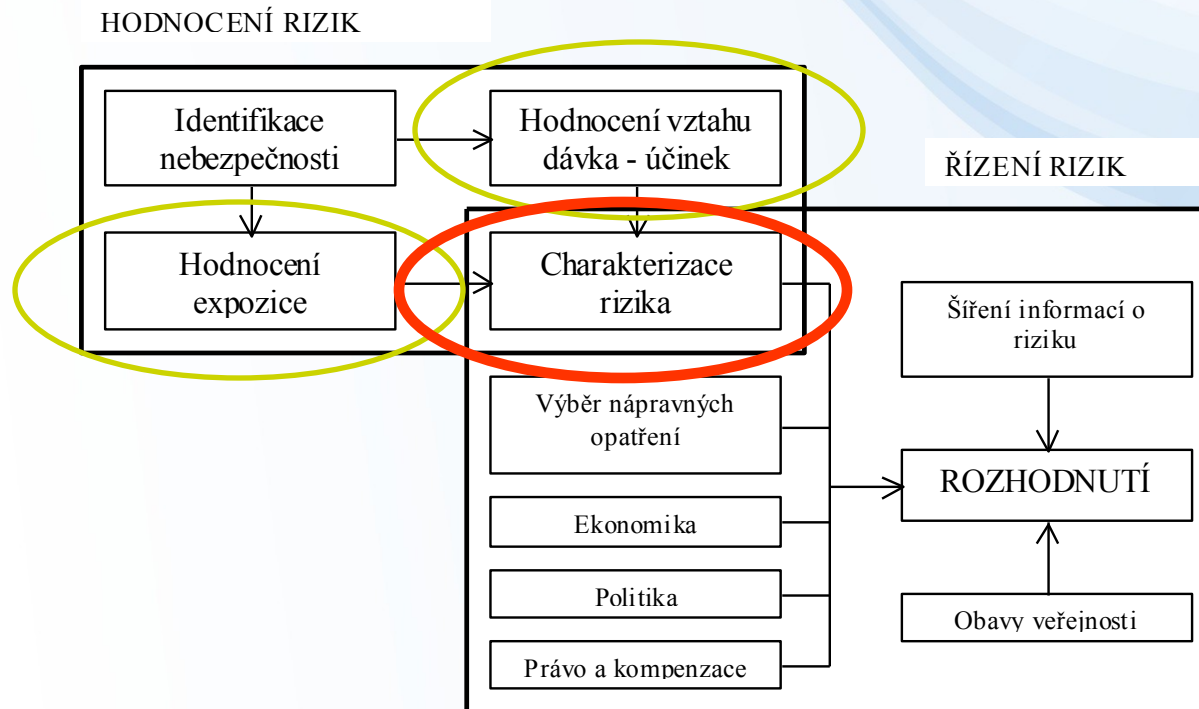 HODNOCENÍ RIZIK
Identifikace
nebezpečnosti
Hodnocení vztahu
dávka - účinek
ŘÍZENÍ RIZIK
Hodnocení
expozice
Charakterizace
rizika
Šíření informací o
riziku
Výběr nápravných
opatření
ROZHODNUTÍ
Ekonomika
Politika
Obavy veřejnosti
Právo a kompenzace